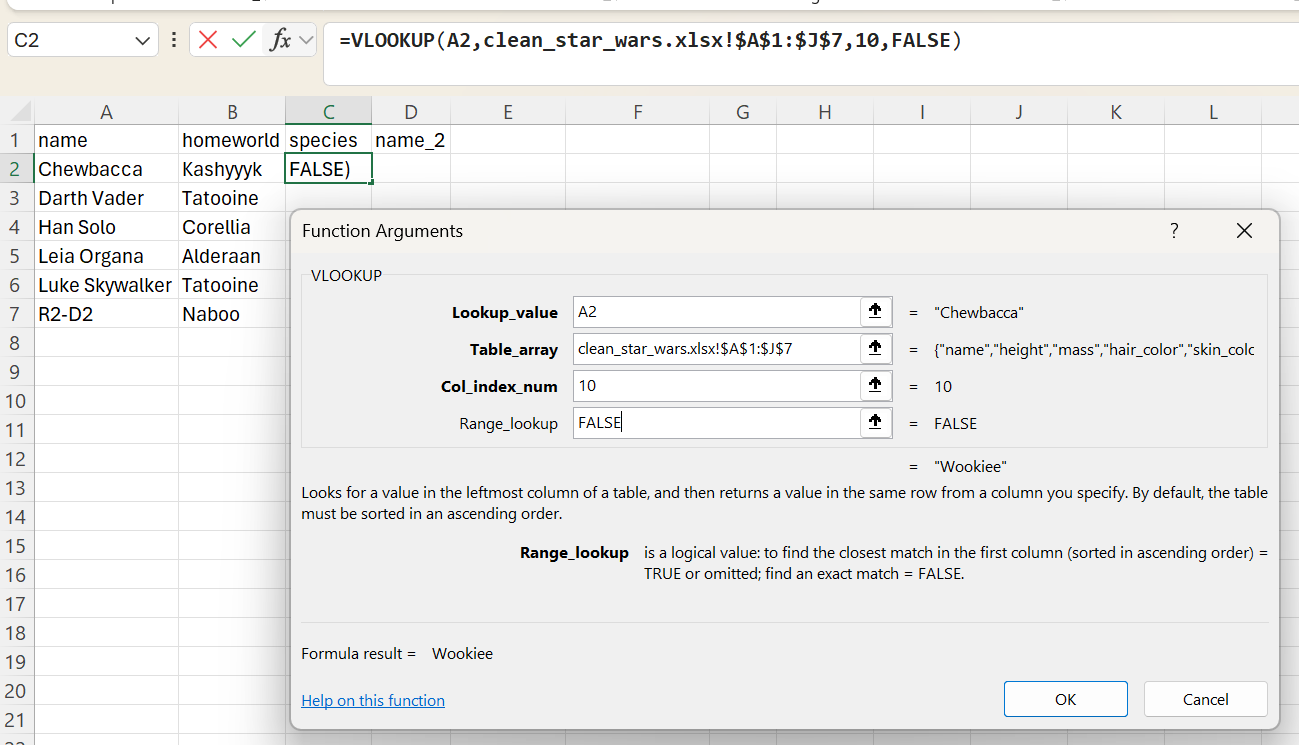 C2
fx
=VLOOKUP(A2,clean_star_wars.xlsx!$A$1:$J$7,10,FALSE)
A B C D E F G H I J K L
1 name homeworld species name_2
2 Chewbacca Kashyyyk FALSE)
3 Darth Vader Tatooine
4 Han Solo Corellia
5 Leia Organa Alderaan
6 Luke Skywalker Tatooine
7 R2-D2 Naboo
8
9
10
11
12
13
14
15
16
17
18
19
20
21
Function Arguments ?
VLOOKUP
Lookup_value A2 = "Chewbacca"
Table_array clean_star_wars.xlsx!$A$1:$J$7 = {"name","height","mass","hair_color","skin_colc
Col_index_num 10 = 10
Range_lookup FALSE = FALSE
= "Wookiee"
Looks for a value in the leftmost column of a table, and then returns a value in the same row from a column you specify. By default, the table
must be sorted in an ascending order.
Range_lookup is a logical value: to find the closest match in the first column (sorted in ascending order) =
TRUE or omitted; find an exact match = FALSE.
Formula result = Wookiee
Help on this function
OK Cancel